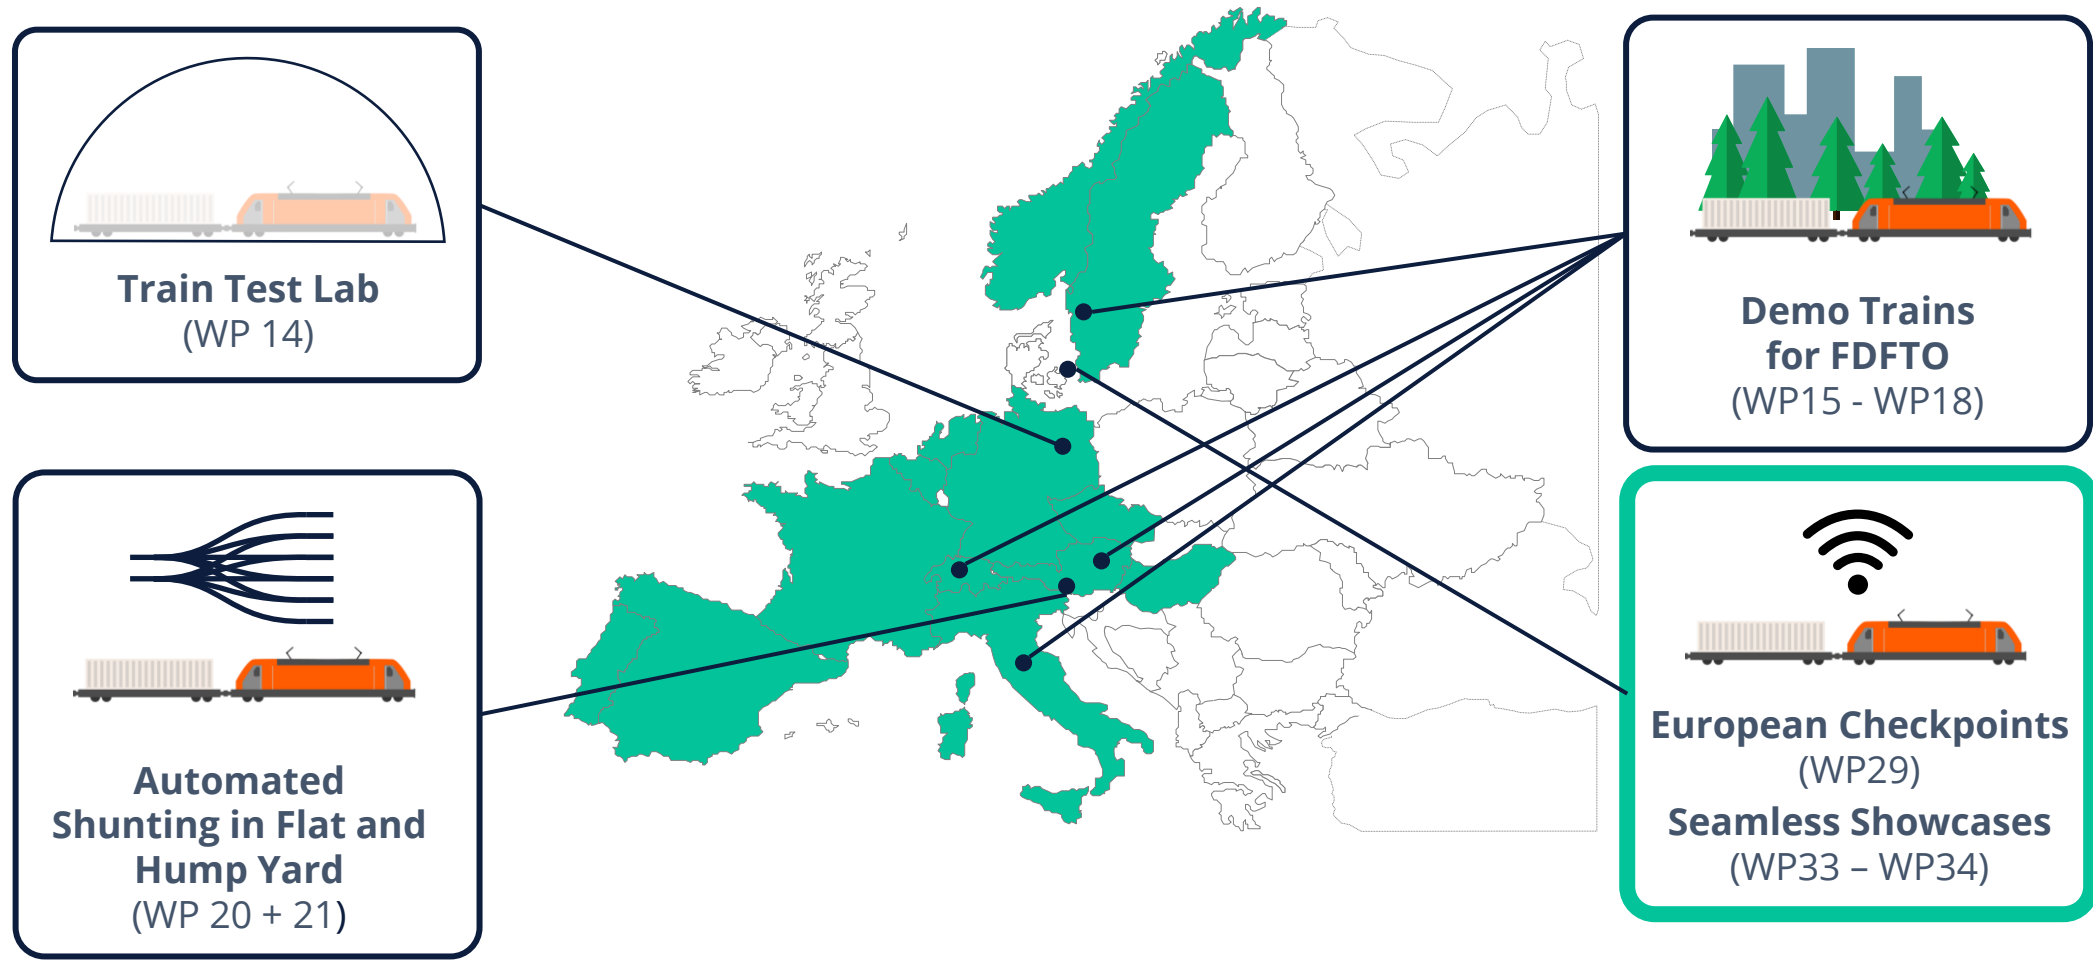 Train Test Lab
(WP 14)
Automated
Shunting in Flat and
Hump Yard
(WP 20 + 21)
Demo Trains
for FDFTO
(WP15 - WP18)
European Checkpoints
(WP29)
Seamless Showcases
(WP33 – WP34)